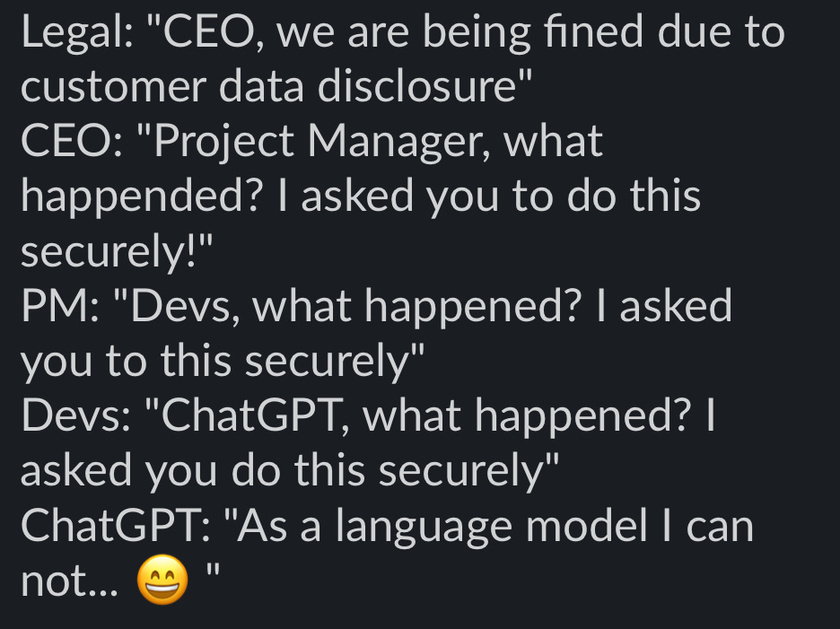 Legal: "CEO, we are being fined due to
customer data disclosure"
CEO: "Project Manager, what
happended? I asked you to do this
securely!"
PM: "Devs, what happened? I asked
you to this securely"
Devs: "ChatGPT, what happened? I
asked you do this securely"
ChatGPT: "As a language model I can
not... 😄 "